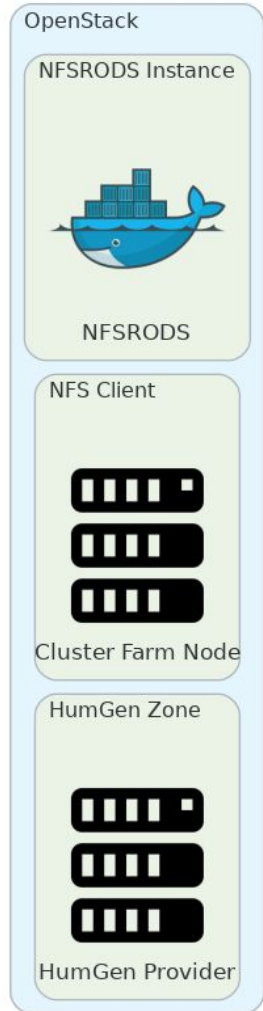 OpenStack
NFSRODS Instance
NFSRODS
NFS Client
Cluster Farm Node
HumGen Zone
HumGen Provider